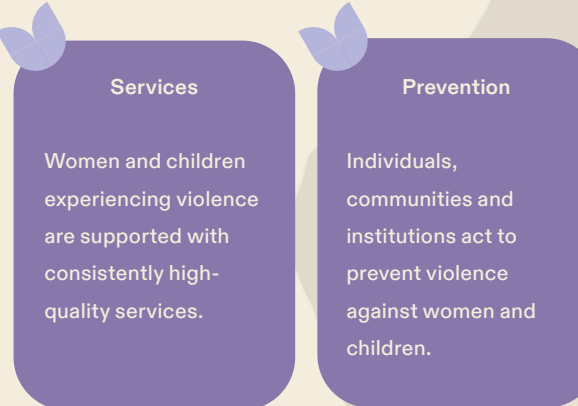 Services
Women and children
experiencing violence
are supported with
consistently high-
quality services.
Prevention
Individuals,
communities and
institutions act to
prevent violence
against women and
children.